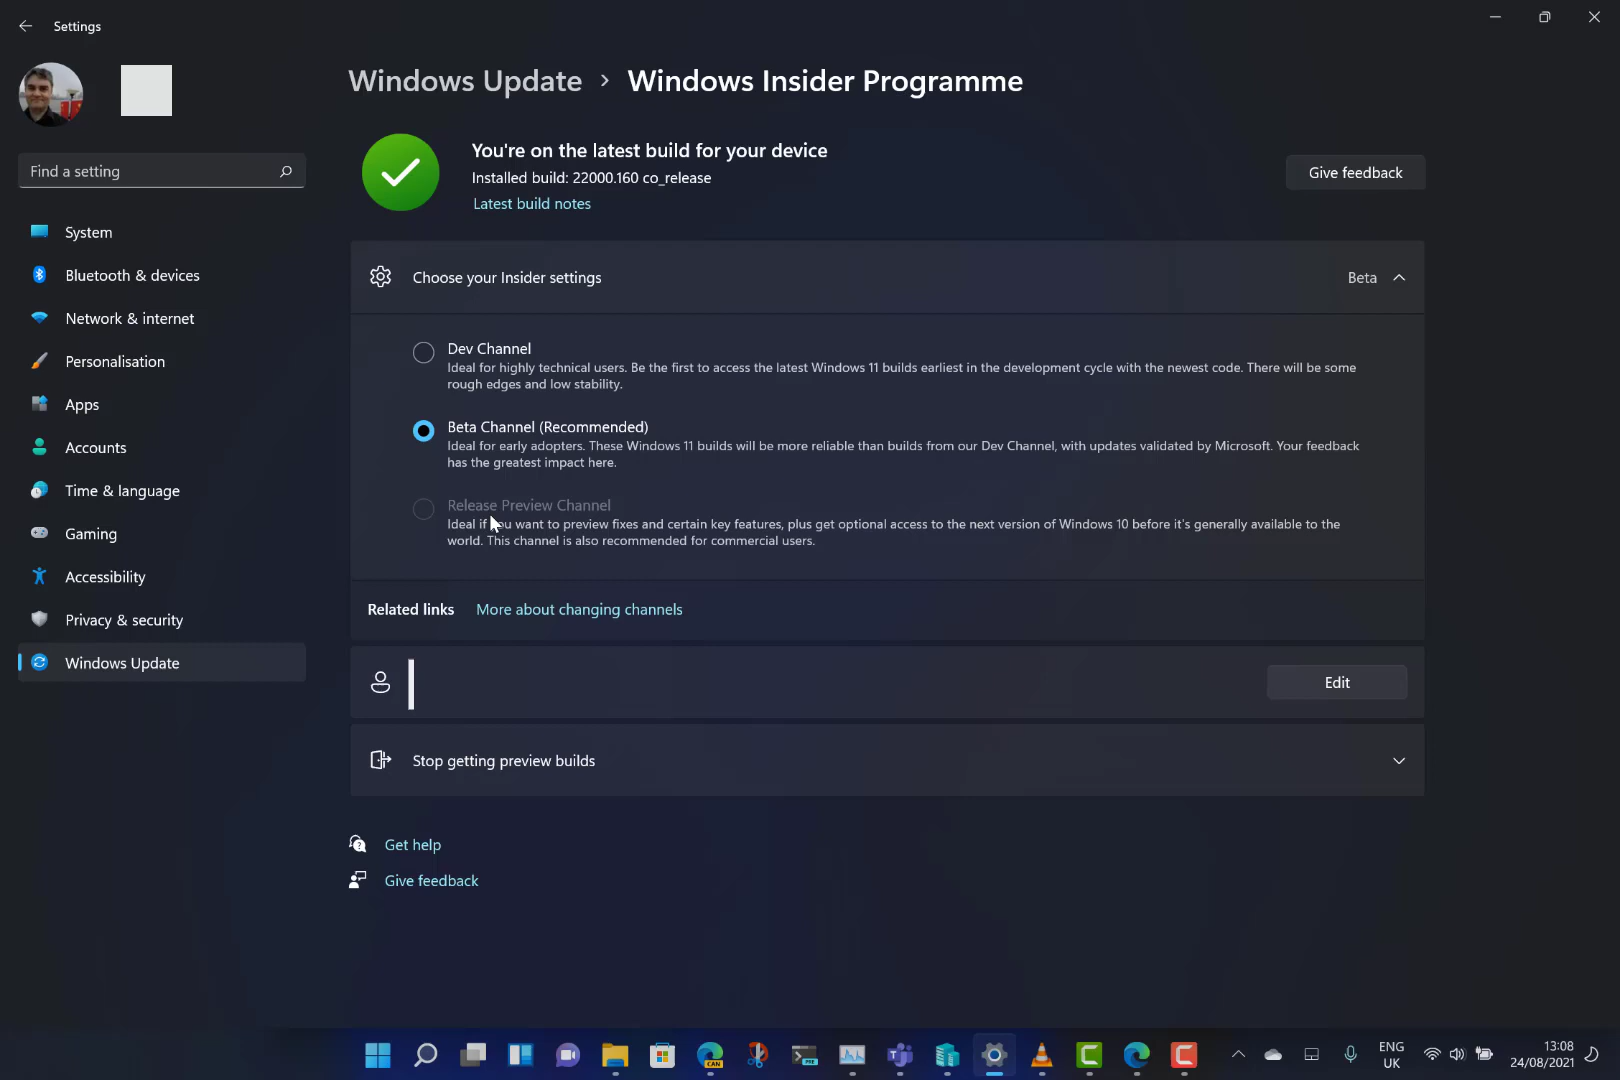 Settings
Windows Update > Windows Insider Programme
Find a setting
System
Bluetooth & devices
Network & internet
Personalisation
Apps
Accounts
Time & language
Gaming
Accessibility
Privacy & security
Windows Update
You're on the latest build for your device
Installed build: 22000.160 co_release
Latest build notes
Give feedback
Choose your Insider settings
Beta
Dev Channel
Ideal for highly technical users. Be the first to access the latest Windows 11 builds earliest in the development cycle with the newest code. There will be some
rough edges and low stability.
Beta Channel (Recommended)
Ideal for early adopters. These Windows 11 builds will be more reliable than builds from our Dev Channel, with updates validated by Microsoft. Your feedback
has the greatest impact here.
Release Preview Channel
Ideal if you want to preview fixes and certain key features, plus get optional access to the next version of Windows 10 before it's generally available to the
world. This channel is also recommended for commercial users.
Related links More about changing channels
Edit
Stop getting preview builds
Get help
Give feedback
CAN
PRE
ENG
UK
13:08
24/08/2021